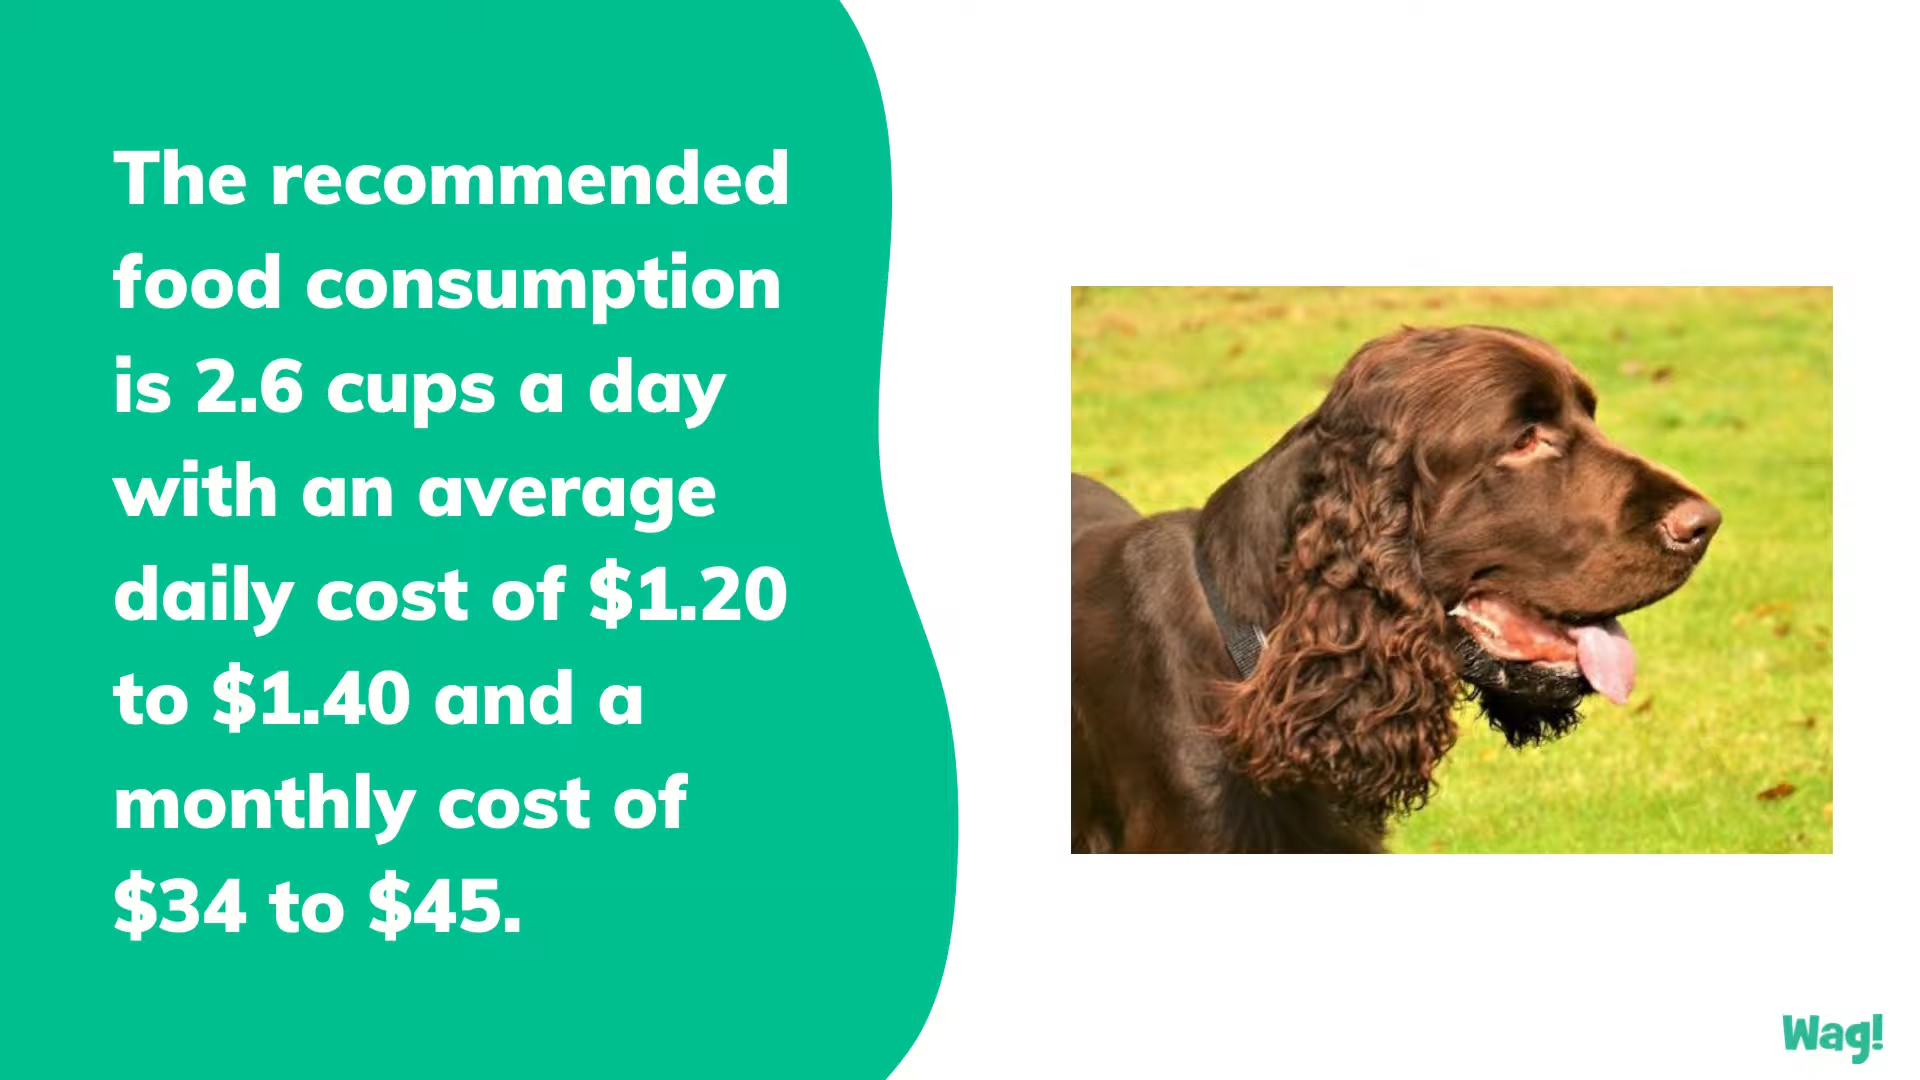 The recommended
food consumption
is 2.6 cups a day
with an average
daily cost of $1.20
to $1.40 and a
monthly cost of
$34 to $45.
Wag!